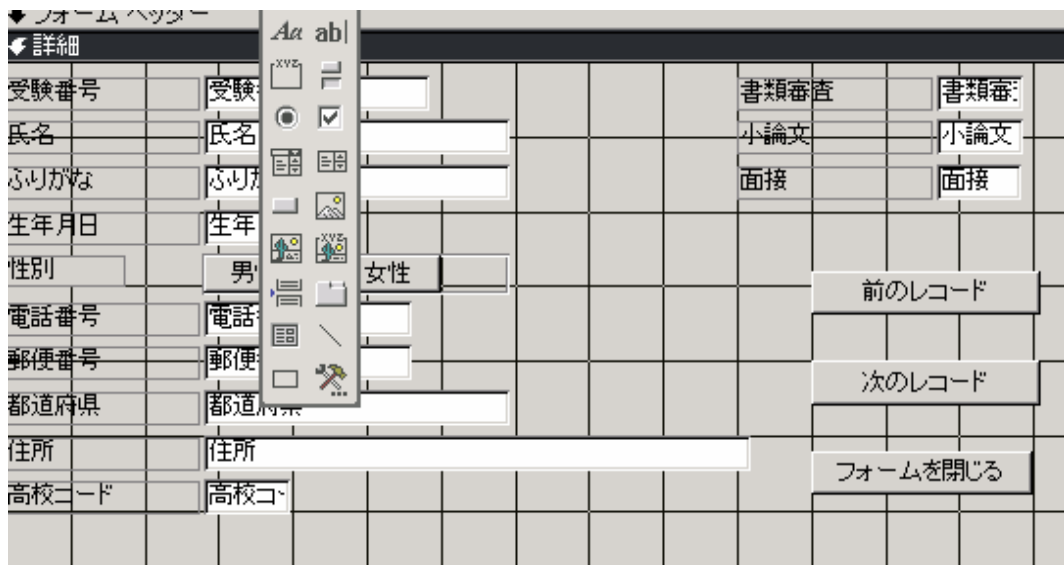 フォーム ヘッダー
詳細
Aa ab|
XYZ
XYZ
受験番号 受験 書類審査 書類審
氏名 氏名 小論文 小論文
ふりがな ふり 面接 面接
生年月日 生年
性別 男 女性
前のレコード
電話番号 電話
郵便番号 郵便
次のレコード
都道府県 都道府県
住所 住所
フォームを閉じる
高校コード 高校コ